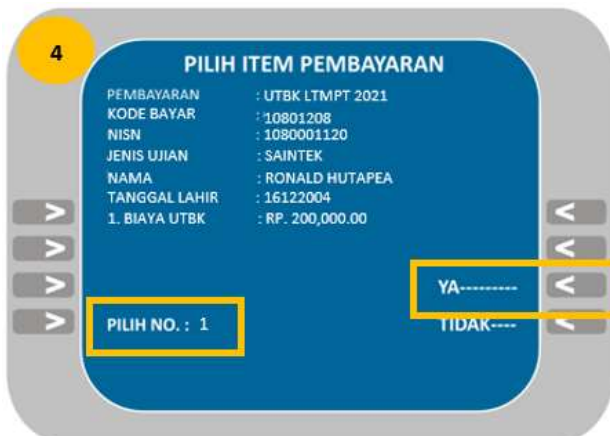 4
PILIH ITEM PEMBAYARAN
PEMBAYARAN : UTBK LTMPT 2021
KODE BAYAR : 10801208
NISN : 1080001120
JENIS UJIAN : SAINTEK
NAMA : RONALD HUTAPEA
TANGGAL LAHIR : 16122004
1. BIAYA UTBK : RP. 200,000.00
> <
> <
> YA--------- <
> PILIH NO. : 1 TIDAK---- <